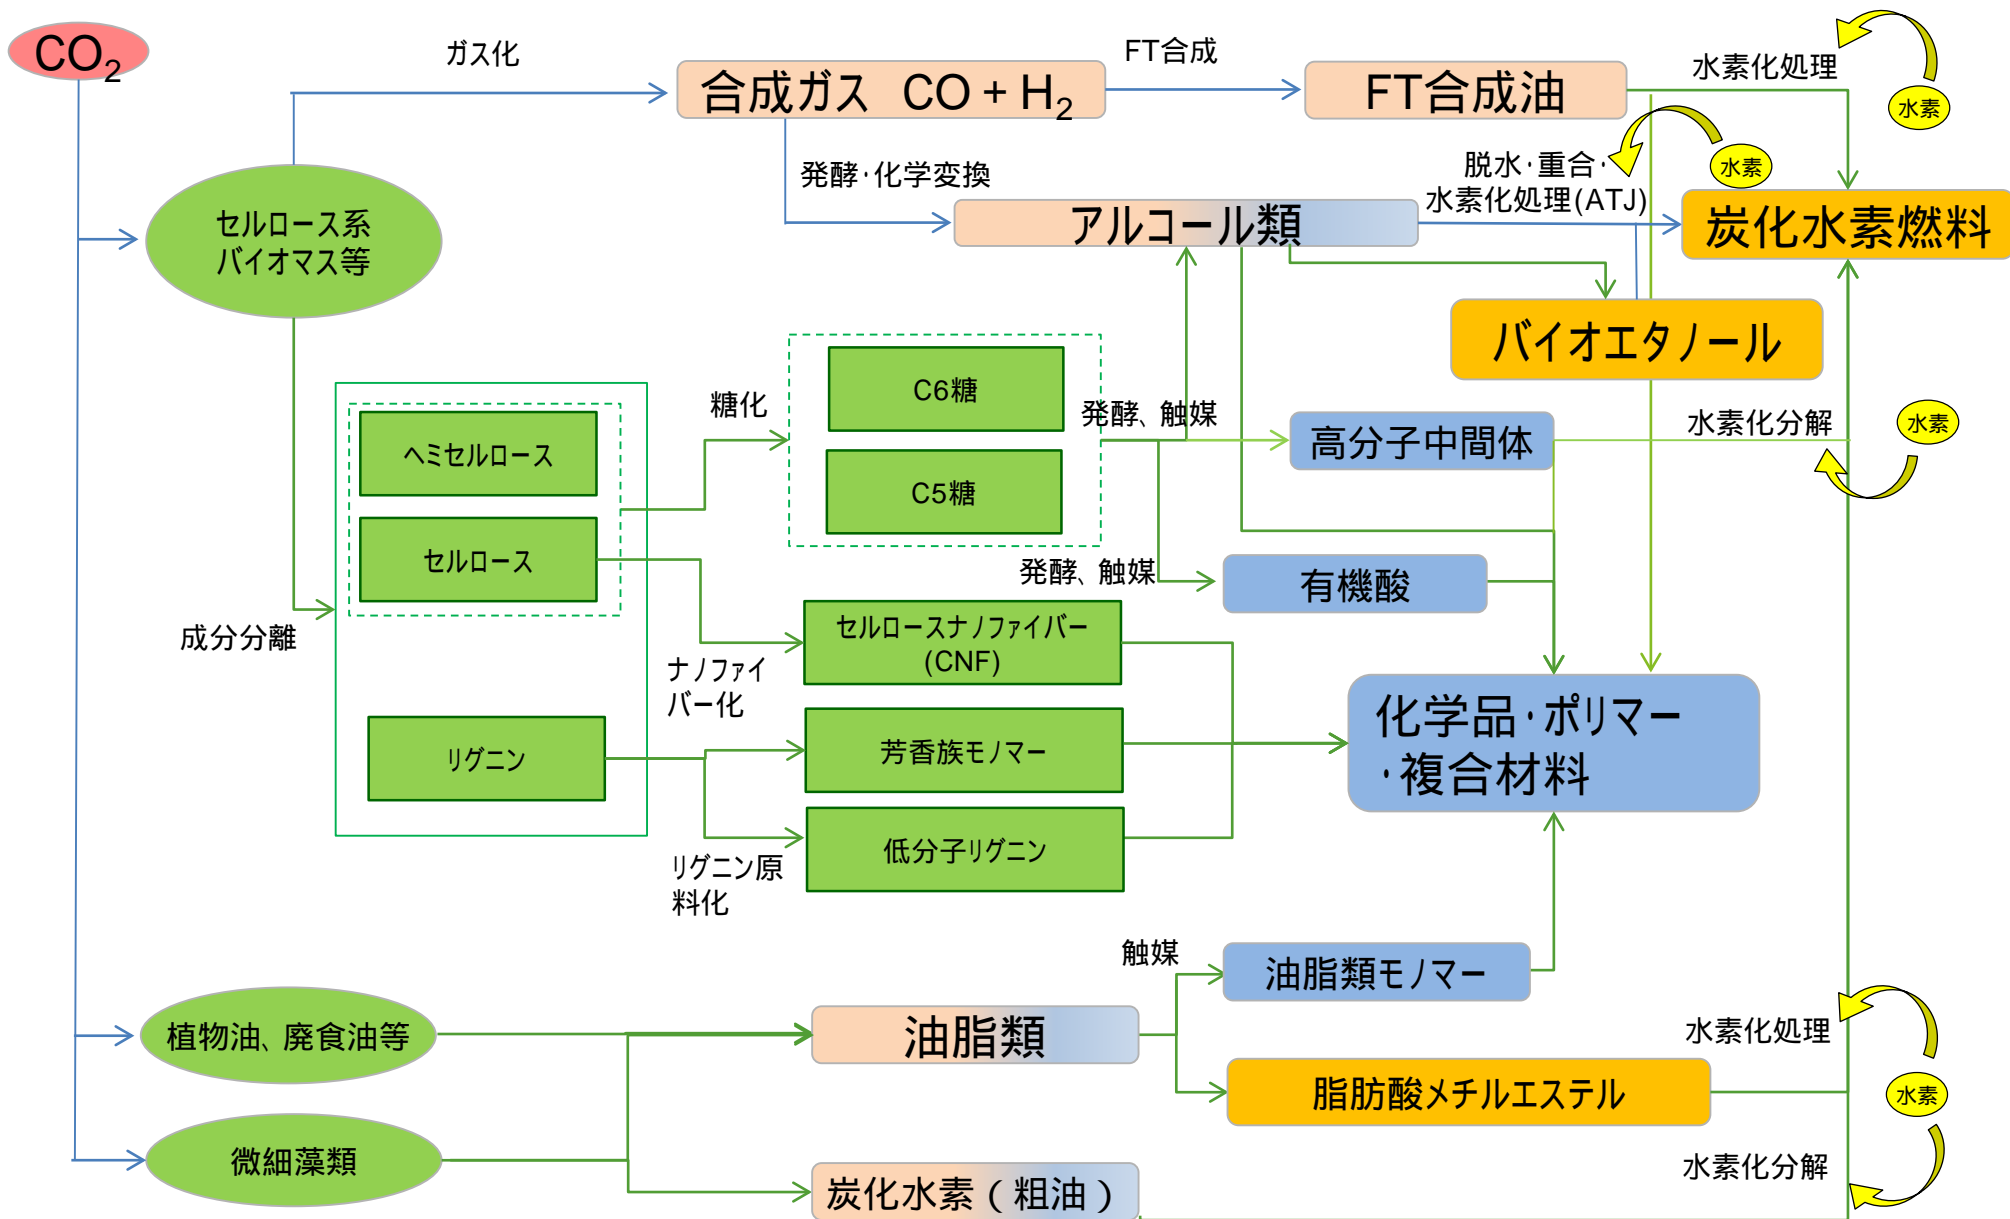 CO₂
ガス化
合成ガス CO + H₂
FT合成
FT合成油
水素化処理
水素
発酵・化学変換
脱水・重合・
水素化処理(ATJ)
水素
アルコール類
炭化水素燃料
セルロース系
バイオマス等
バイオエタノール
糖化
C6糖
C5糖
発酵、触媒
高分子中間体
水素化分解
水素
ヘミセルロース
セルロース
発酵、触媒
有機酸
成分分離
ナノファイ
バー化
セルロースナノファイバー
(CNF)
リグニン
芳香族モノマー
化学品・ポリマー
・複合材料
リグニン原
料化
低分子リグニン
触媒
油脂類モノマー
植物油、廃食油等
油脂類
水素化処理
脂肪酸メチルエステル
水素
微細藻類
炭化水素(粗油)
水素化分解